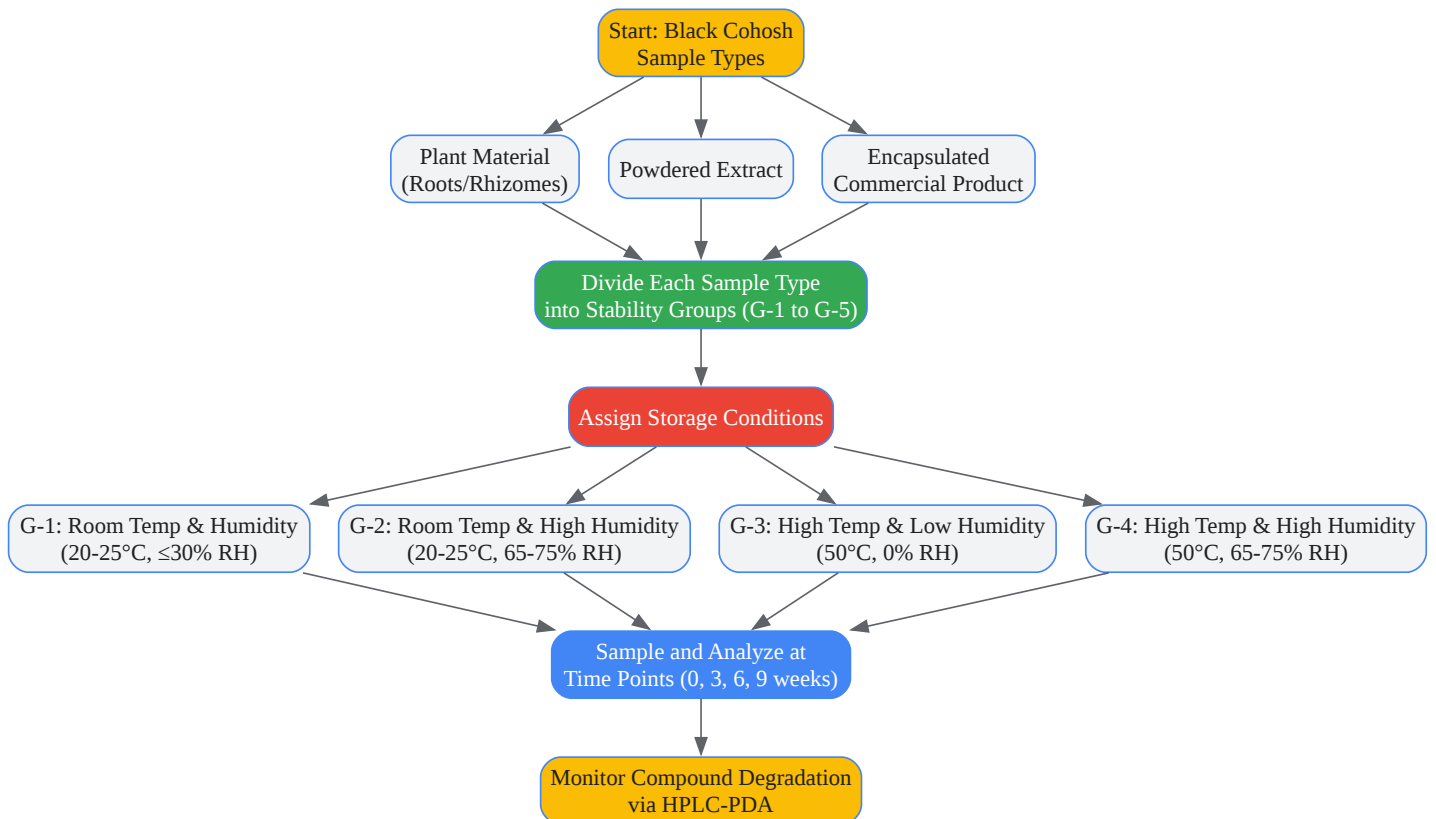 Start: Black Cohosh
Sample Types
Plant Material
(Roots/Rhizomes)
Powdered Extract
Encapsulated
Commercial Product
Divide Each Sample Type
into Stability Groups (G-1 to G-5)
Assign Storage Conditions
G-1: Room Temp & Humidity
(20-25°C, ≤30% RH)
G-2: Room Temp & High Humidity
(20-25°C, 65-75% RH)
G-3: High Temp & Low Humidity
(50°C, 0% RH)
G-4: High Temp & High Humidity
(50°C, 65-75% RH)
Sample and Analyze at
Time Points (0, 3, 6, 9 weeks)
Monitor Compound Degradation
via HPLC-PDA